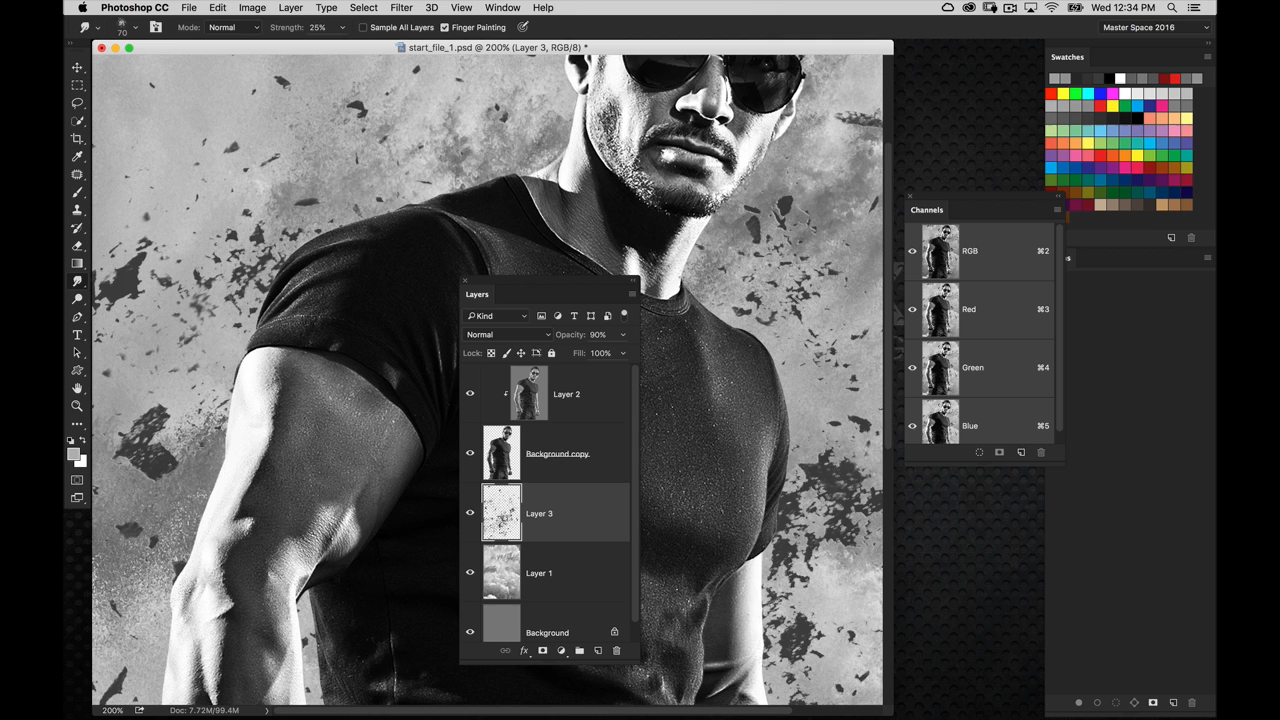 Photoshop CC File Edit Image Layer Type Select Filter 3D View Window Help Wed 12:34 PM
70 Mode: Normal Strength: 25% Sample All Layers Finger Painting Master Space 2016
start_file_1.psd @ 200% (Layer 3, RGB/8) *
Swatches
Channels
RGB ⌘2
Red ⌘3
Green ⌘4
Blue ⌘5
Layers
Kind
Normal Opacity: 90%
Lock: Fill: 100%
Layer 2
Background copy
Layer 3
Layer 1
Background
200% Doc: 7.72M/99.4M